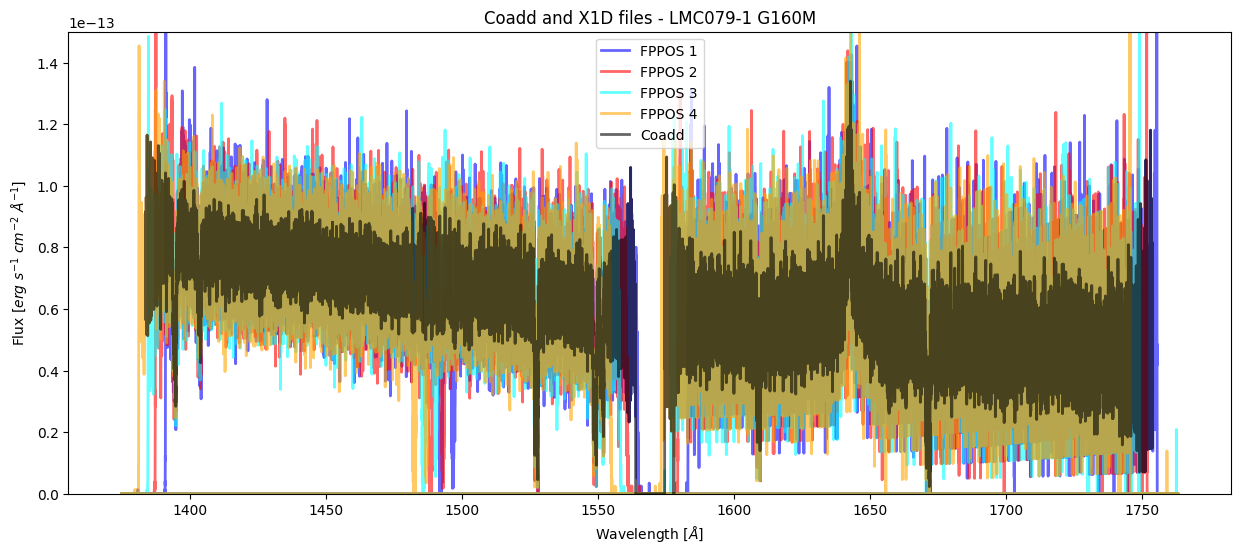 Coadd and X1D files - LMC079-1 G160M
1e−13
FPPOS 1
FPPOS 2
FPPOS 3
FPPOS 4
Coadd
1.4
1.2
1.0
0.8
0.6
0.4
0.2
0.0
Flux [erg s⁻¹ cm⁻² Å⁻¹]
1400 1450 1500 1550 1600 1650 1700 1750
Wavelength [Å]